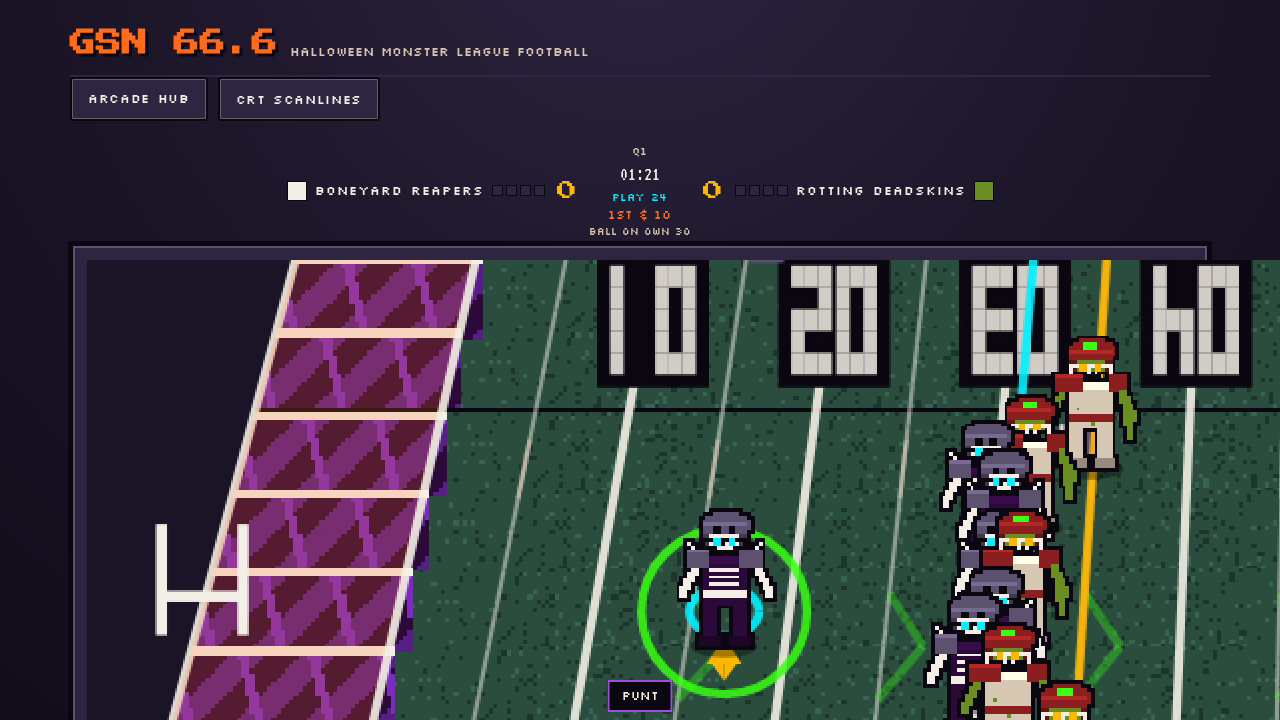 GSN 66.6
HALLOWEEN MONSTER LEAGUE FOOTBALL
ARCADE HUB
CRT SCANLINES
Q1
01:21
BONEYARD REAPERS 0
0 ROTTING DEADSKINS
PLAY 24
1ST & 10
BALL ON OWN 30
10 20 30 40
PUNT